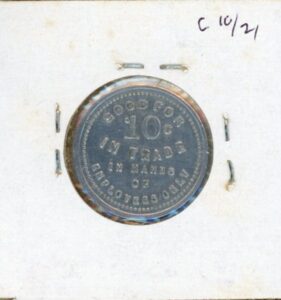 C 10/21
GOOD FOR
10¢
IN TRADE
IN HANDS
OF
EMPLOYEES ONLY